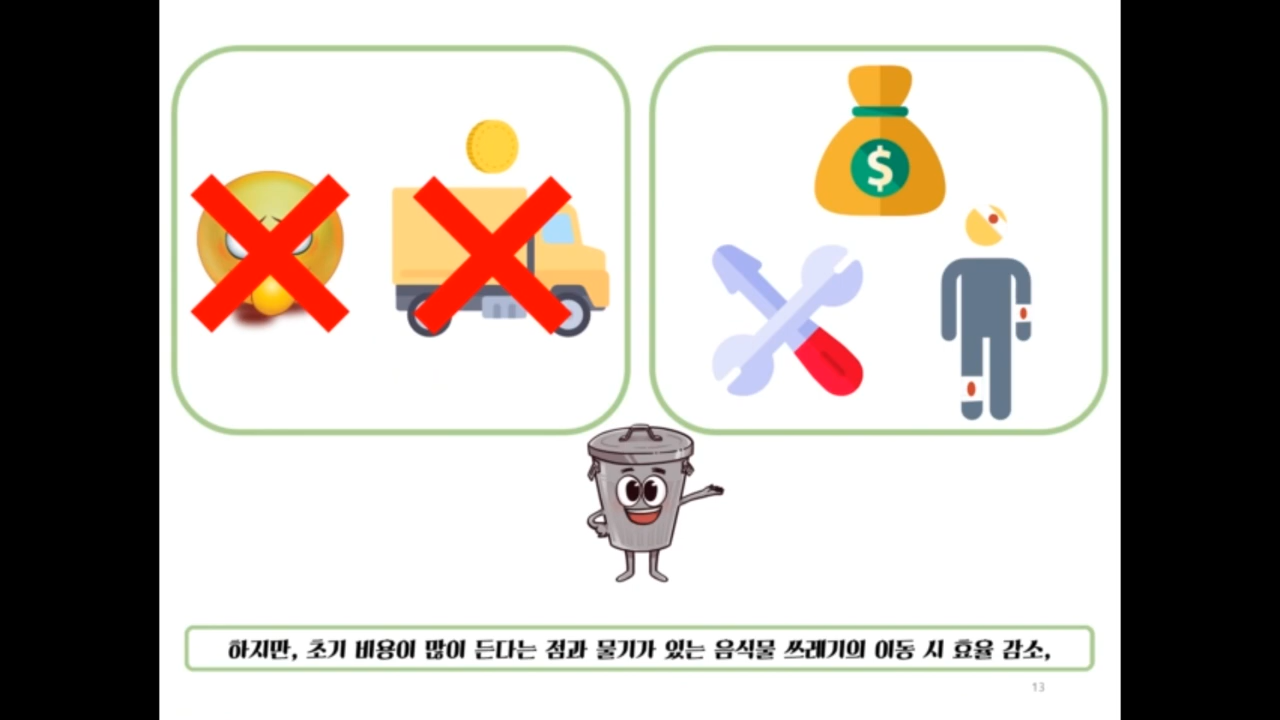 $
하지만, 초기 비용이 많이 든다는 점과 물기가 있는 음식물 쓰레기의 이동 시 효율 감소,
13